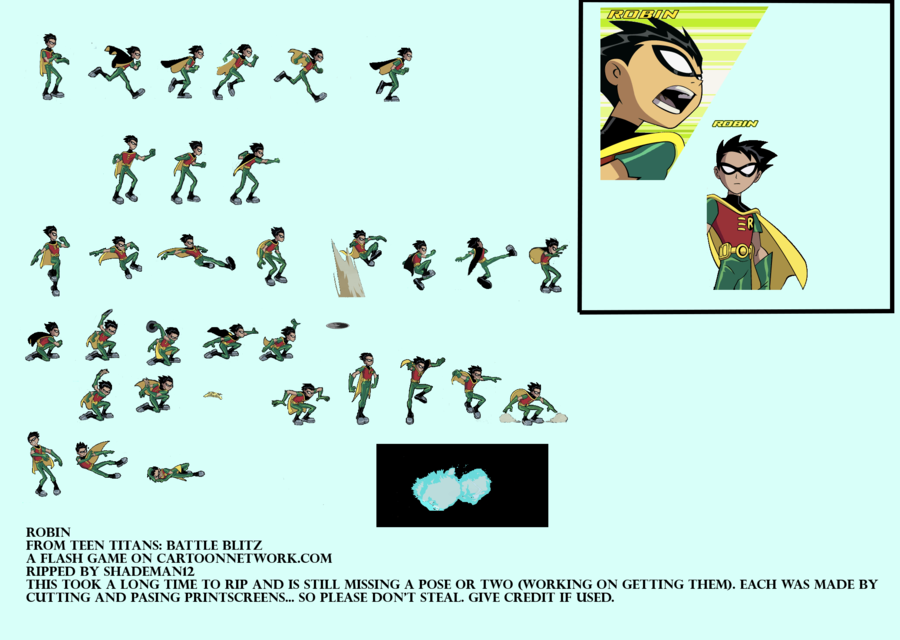 ROBIN
ROBIN
R
ROBIN
FROM TEEN TITANS: BATTLE BLITZ
A FLASH GAME ON CARTOONNETWORK.COM
RIPPED BY SHADEMAN12
THIS TOOK A LONG TIME TO RIP AND IS STILL MISSING A POSE OR TWO (WORKING ON GETTING THEM). EACH WAS MADE BY
CUTTING AND PASING PRINTSCREENS... SO PLEASE DON'T STEAL. GIVE CREDIT IF USED.